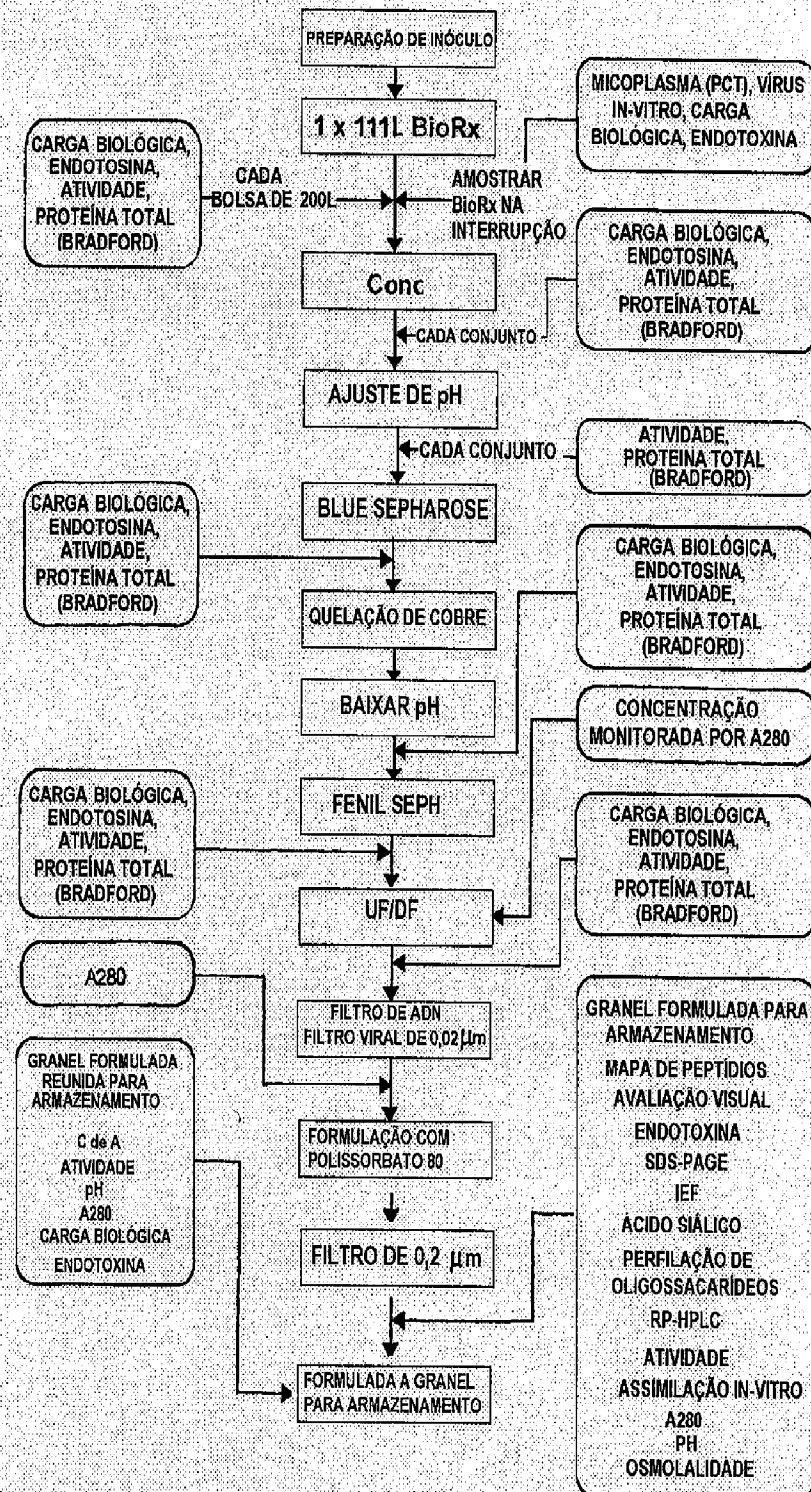 PREPARAÇÃO DE INÓCULO
1 x 111L BioRx
MICOPLASMA (PCT), VÍRUS
IN-VITRO, CARGA
BIOLÓGICA, ENDOTOXINA
CARGA BIOLÓGICA,
ENDOTOSINA,
ATIVIDADE,
PROTEÍNA TOTAL
(BRADFORD)
CADA
BOLSA DE 200L
AMOSTRAR
BioRx NA
INTERRUPÇÃO
CARGA BIOLÓGICA,
ENDOTOSINA,
ATIVIDADE,
PROTEÍNA TOTAL
(BRADFORD)
Conc
CADA CONJUNTO
AJUSTE DE pH
CADA CONJUNTO
ATIVIDADE,
PROTEÍNA TOTAL
(BRADFORD)
BLUE SEPHAROSE
CARGA BIOLÓGICA,
ENDOTOSINA,
ATIVIDADE,
PROTEÍNA TOTAL
(BRADFORD)
CARGA BIOLÓGICA,
ENDOTOSINA,
ATIVIDADE,
PROTEÍNA TOTAL
(BRADFORD)
QUELAÇÃO DE COBRE
BAIXAR pH
CONCENTRAÇÃO
MONITORADA POR A280
FENIL SEPH
CARGA BIOLÓGICA,
ENDOTOSINA,
ATIVIDADE,
PROTEÍNA TOTAL
(BRADFORD)
CARGA BIOLÓGICA,
ENDOTOSINA,
ATIVIDADE,
PROTEÍNA TOTAL
(BRADFORD)
UF/DF
A280
FILTRO DE ADN
FILTRO VIRAL DE 0,02 µm
GRANEL FORMULADA
REUNIDA PARA
ARMAZENAMENTO
C de A
ATIVIDADE
pH
A280
CARGA BIOLÓGICA
ENDOTOXINA
FORMULAÇÃO COM
POLISSORBATO 80
FILTRO DE 0,2 µm
FORMULADA A GRANEL
PARA ARMAZENAMENTO
GRANEL FORMULADA PARA
ARMAZENAMENTO
MAPA DE PEPTÍDIOS
AVALIAÇÃO VISUAL
ENDOTOXINA
SDS-PAGE
IEF
ÁCIDO SIÁLICO
PERFILAÇÃO DE
OLIGOSSACARÍDEOS
RP-HPLC
ATIVIDADE
ASSIMILAÇÃO IN-VITRO
A280
PH
OSMOLALIDADE